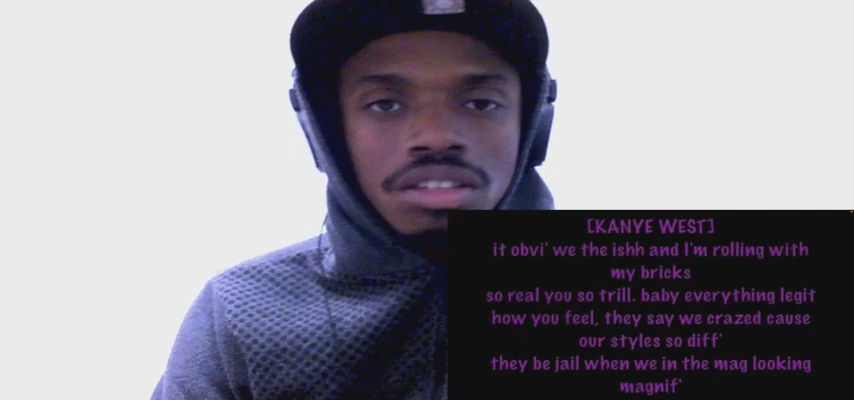 [KANYE WEST]
it obvi' we the ishh and I'm rolling with
my bricks
so real you so trill. baby everything legit
how you feel, they say we crazed cause
our styles so diff'
they be jail when we in the mag looking
magnif'